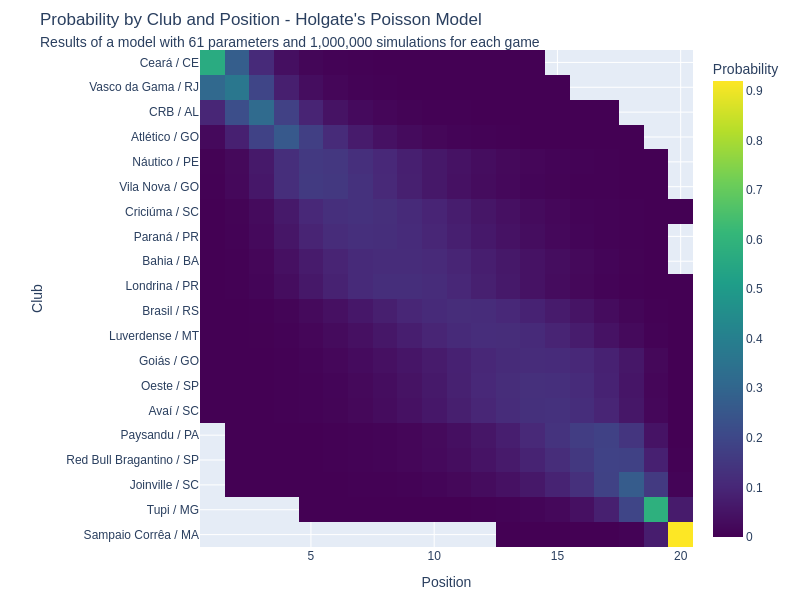 Probability by Club and Position - Holgate's Poisson Model
Results of a model with 61 parameters and 1,000,000 simulations for each game
Probability
Ceará / CE
Vasco da Gama / RJ
CRB / AL
Atlético / GO
Náutico / PE
Vila Nova / GO
Criciúma / SC
Paraná / PR
Bahia / BA
Londrina / PR
Brasil / RS
Luverdense / MT
Goiás / GO
Oeste / SP
Avaí / SC
Paysandu / PA
Red Bull Bragantino / SP
Joinville / SC
Tupi / MG
Sampaio Corrêa / MA
Club
5
10
15
20
Position
0.9
0.8
0.7
0.6
0.5
0.4
0.3
0.2
0.1
0